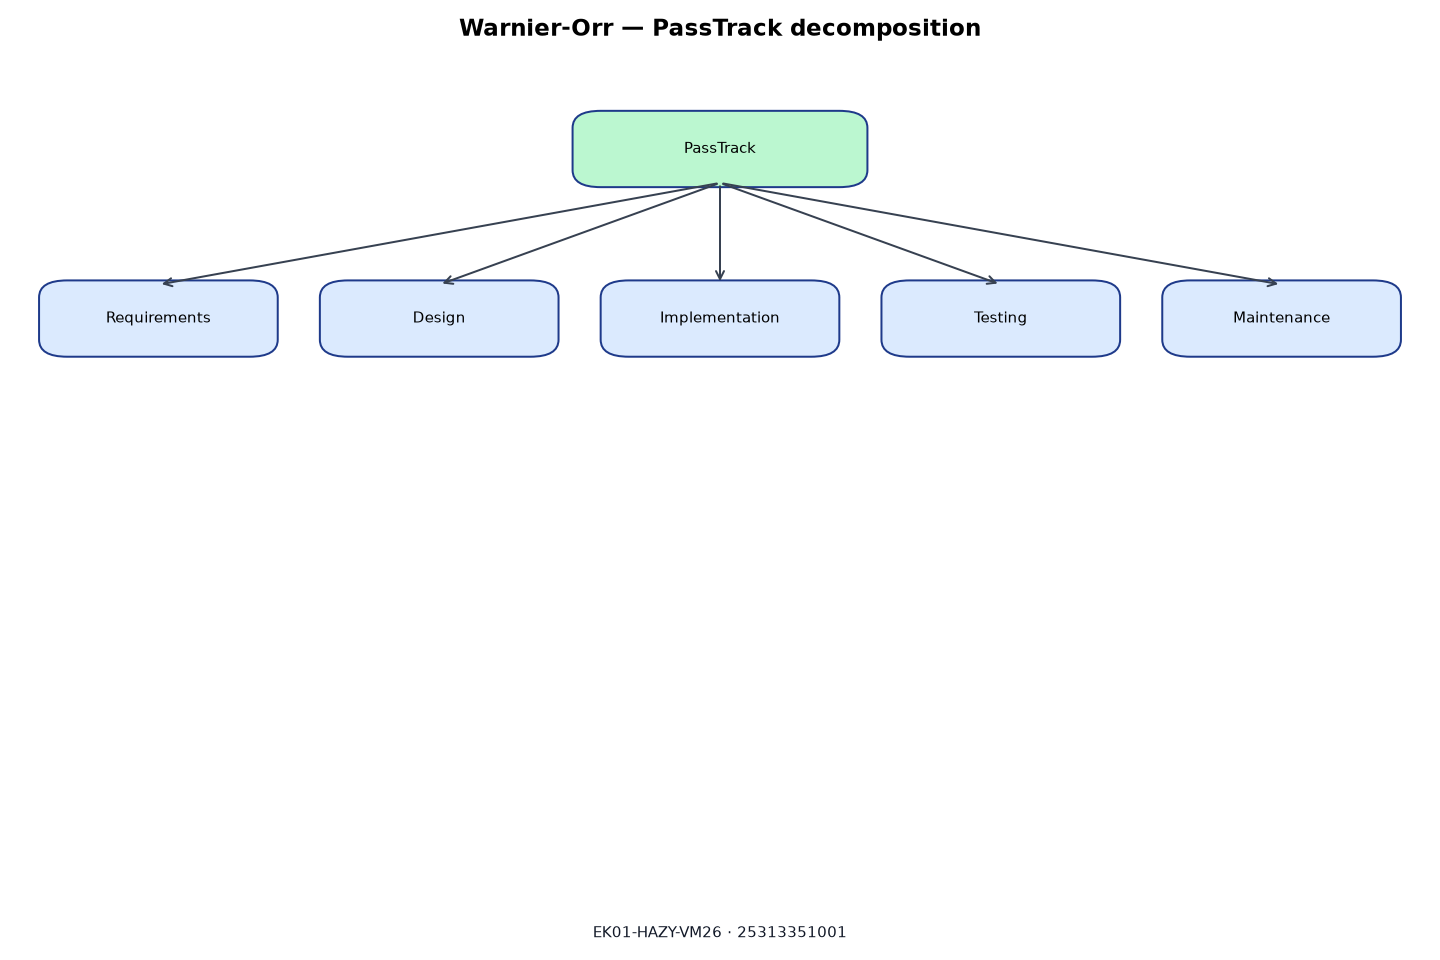 Warnier-Orr — PassTrack decomposition
PassTrack
Requirements
Design
Implementation
Testing
Maintenance
EK01-HAZY-VM26 · 25313351001